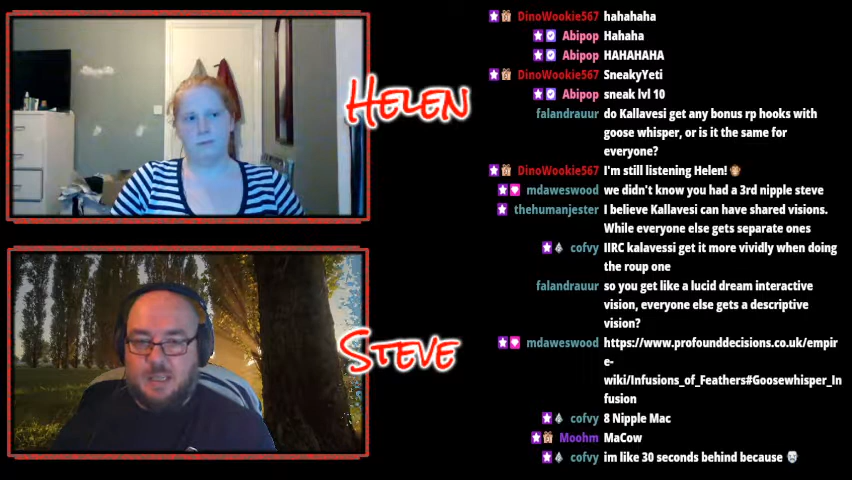 HELEN
STEVE
DinoWookie567 hahahaha
Abipop Hahaha
Abipop HAHAHAHA
DinoWookie567 SneakyYeti
Abipop sneak lvl 10
falandrauur do Kallavesi get any bonus rp hooks with
goose whisper, or is it the same for
everyone?
DinoWookie567 I'm still listening Helen!
mdaweswood we didn't know you had a 3rd nipple steve
thehumanjester I believe Kallavesi can have shared visions.
While everyone else gets separate ones
cofvy IIRC kalavessi get it more vividly when doing
the roup one
falandrauur so you get like a lucid dream interactive
vision, everyone else gets a descriptive
vision?
mdaweswood https://www.profounddecisions.co.uk/empir
e-
wiki/Infusions_of_Feathers#Goosewhisper_In
fusion
cofvy 8 Nipple Mac
Moohm MaCow
cofvy im like 30 seconds behind because